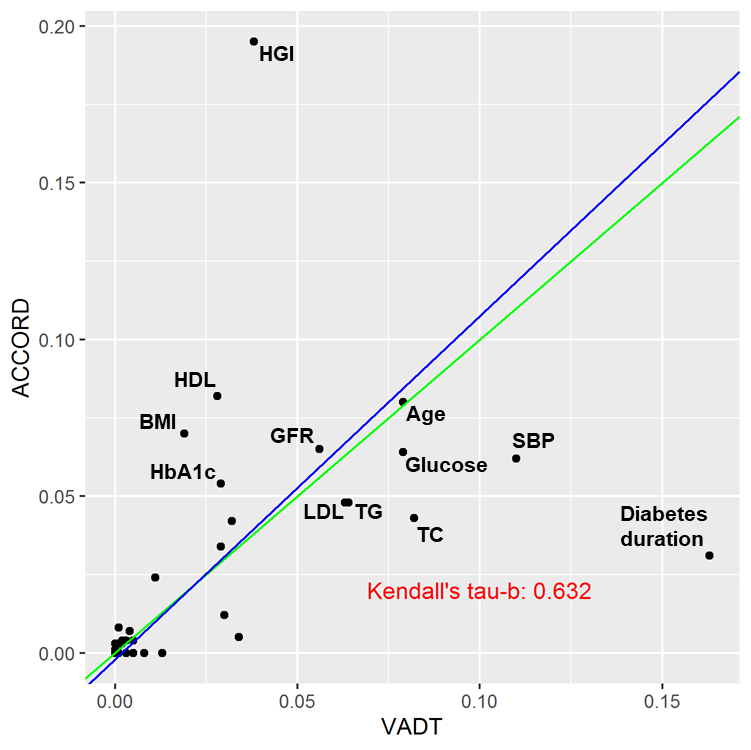 0.20
HGI
0.15
ACCORD
0.10
HDL
BMI
Age
GFR
SBP
Glucose
HbA1c
0.05
LDL
TG
TC
Diabetes
duration
Kendall's tau-b: 0.632
0.00
0.00
0.05
0.10
0.15
VADT